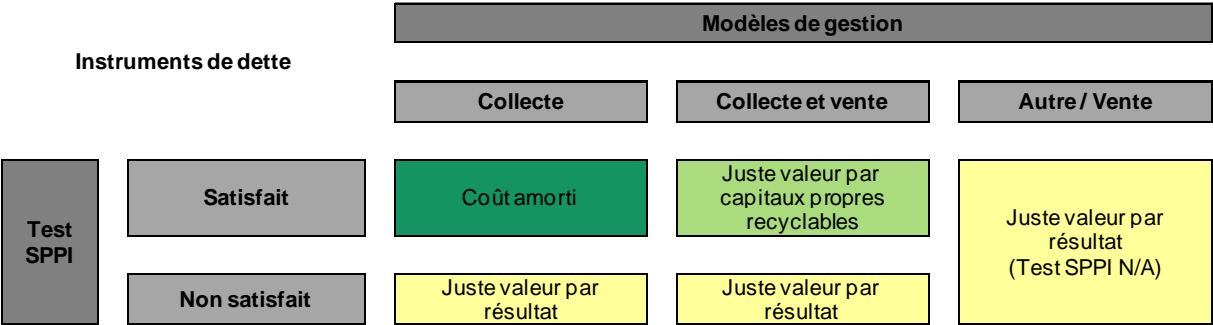 Modèles de gestion
Instruments de dette
Collecte
Collecte et vente
Autre / Vente
Test
SPPI
Satisfait
Coût amorti
Juste valeur par
capitaux propres
recyclables
Juste valeur par
résultat
(Test SPPI N/A)
Non satisfait
Juste valeur par
résultat
Juste valeur par
résultat